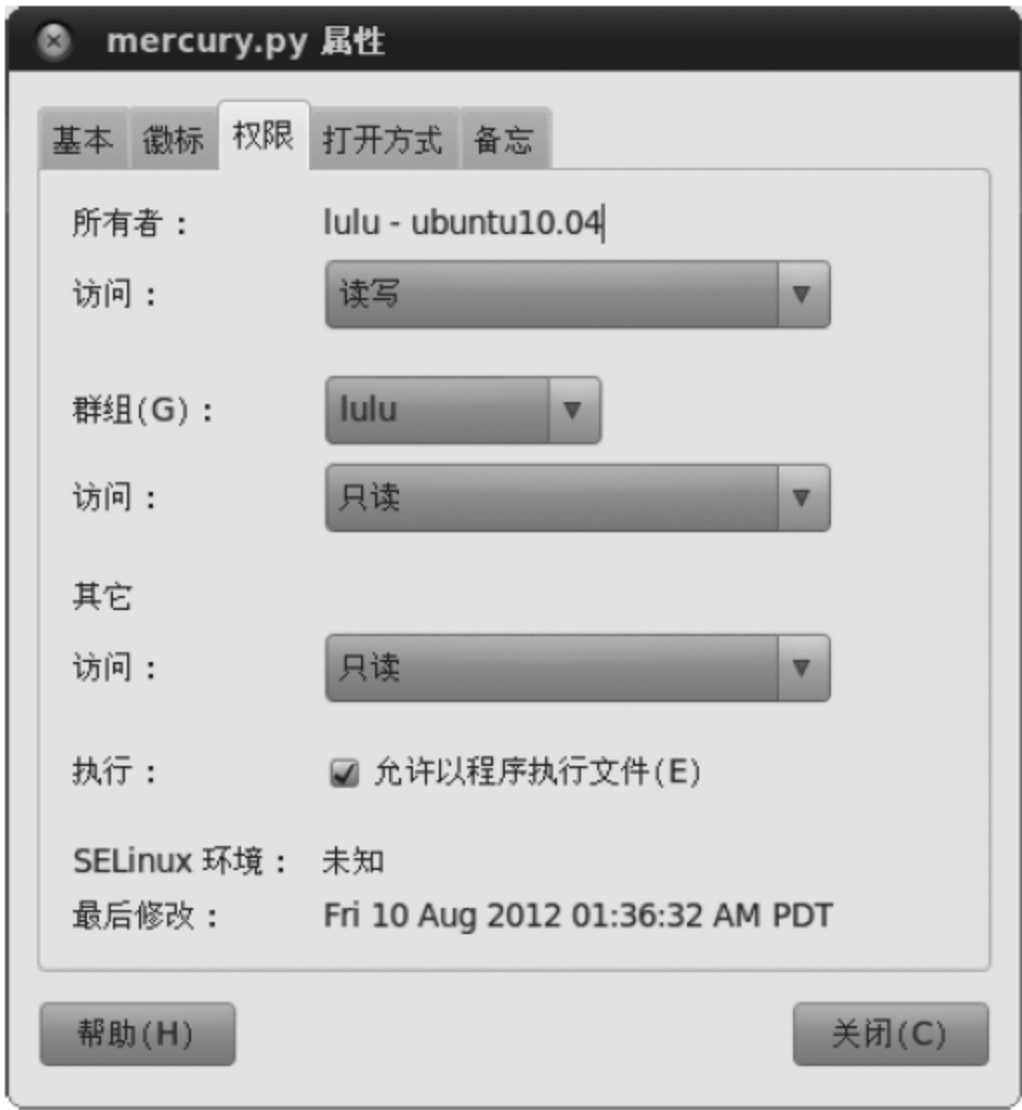 mercury.py 属性
基本 徽标 权限 打开方式 备忘
所有者： lulu - ubuntu10.04
访问： 读写
群组(G)： lulu
访问： 只读
其它
访问： 只读
执行： 允许以程序执行文件(E)
SELinux 环境： 未知
最后修改： Fri 10 Aug 2012 01:36:32 AM PDT
帮助(H) 关闭(C)